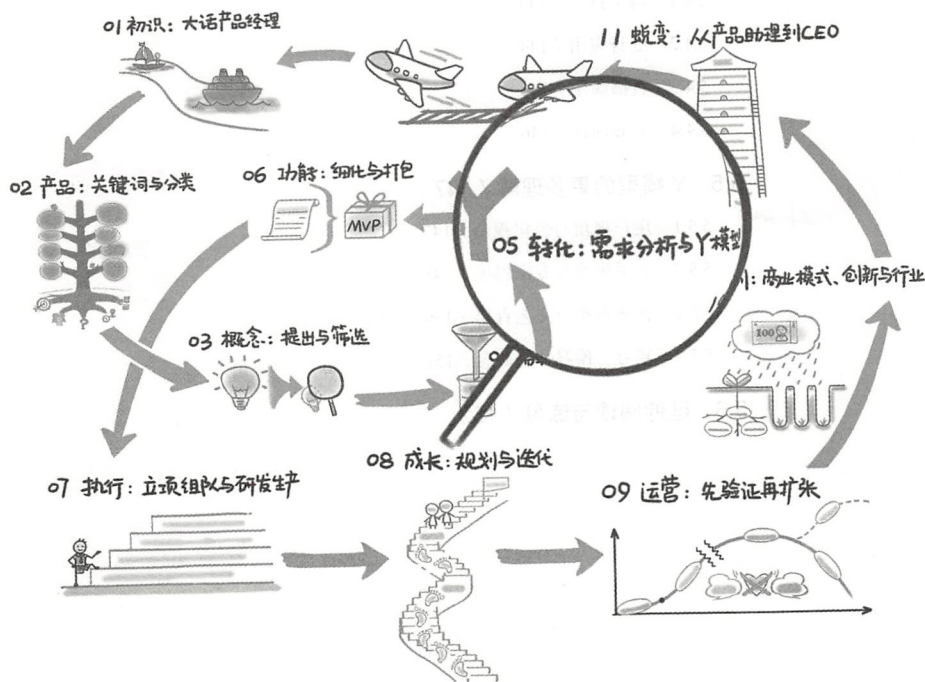 01 初识：大话产品经理
11 蜕变：从产品助理到CEO
02 产品：关键词与分类
06 功能：细化与打包
MVP
05 转化：需求分析与Y模型
：商业模式、创新与行业
100
03 概念：提出与筛选
07 执行：立项组队与研发生产
08 成长：规划与迭代
09 运营：先验证再扩张